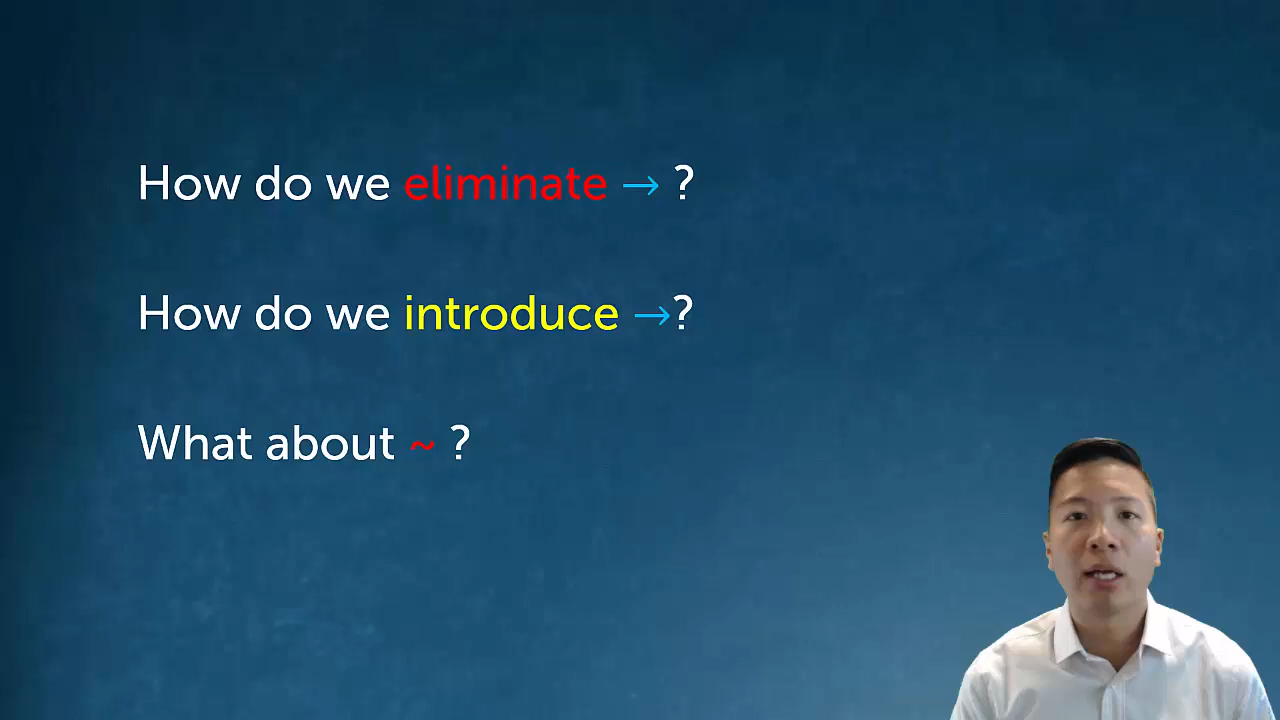 How do we eliminate → ?
How do we introduce →?
What about ~ ?